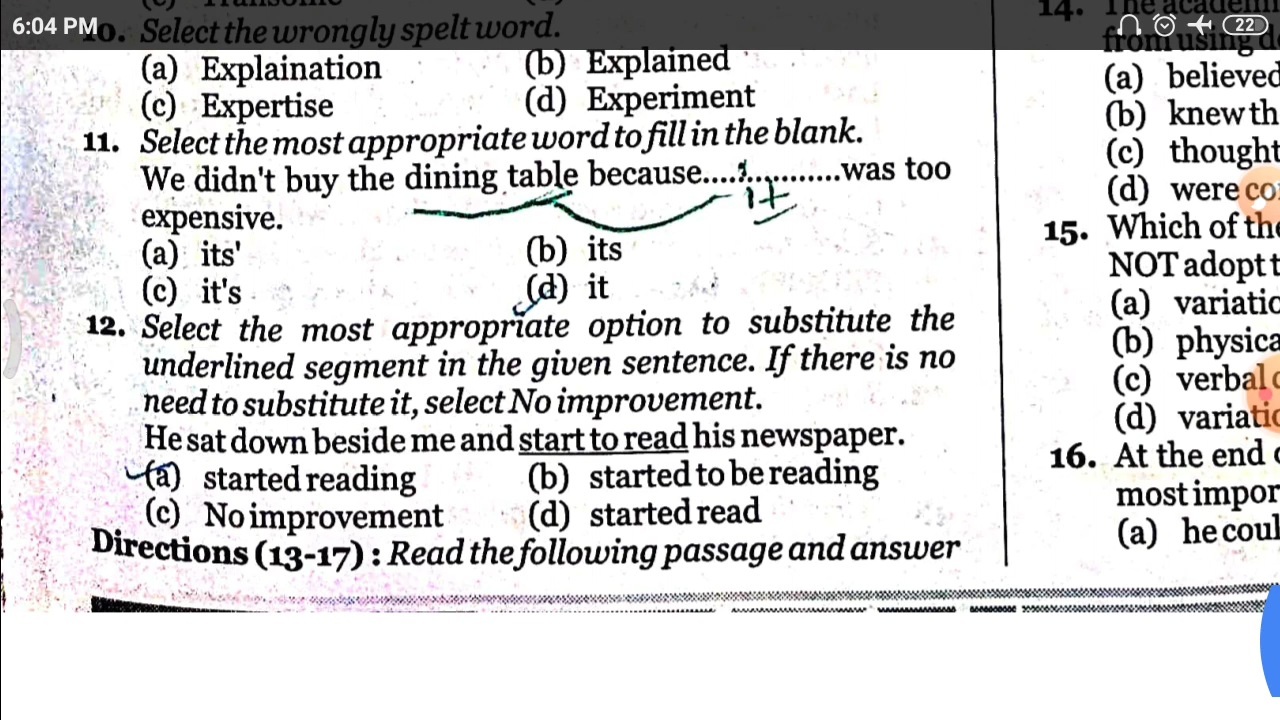 6:04 PM
22
10. Select the wrongly spelt word.
(a) Explaination (b) Explained
(c) Expertise (d) Experiment
11. Select the most appropriate word to fill in the blank.
We didn't buy the dining table because..............was too
it
expensive.
(a) its' (b) its
(c) it's (d) it
12. Select the most appropriate option to substitute the
underlined segment in the given sentence. If there is no
need to substitute it, select No improvement.
He sat down beside me and start to read his newspaper.
(a) started reading (b) started to be reading
(c) No improvement (d) started read
Directions (13-17) : Read the following passage and answer
14. The academi
from using d
(a) believed
(b) knew th
(c) thought
(d) were co
15. Which of the
NOT adopt t
(a) variatio
(b) physica
(c) verbal
(d) variatio
16. At the end
most impor
(a) he coul